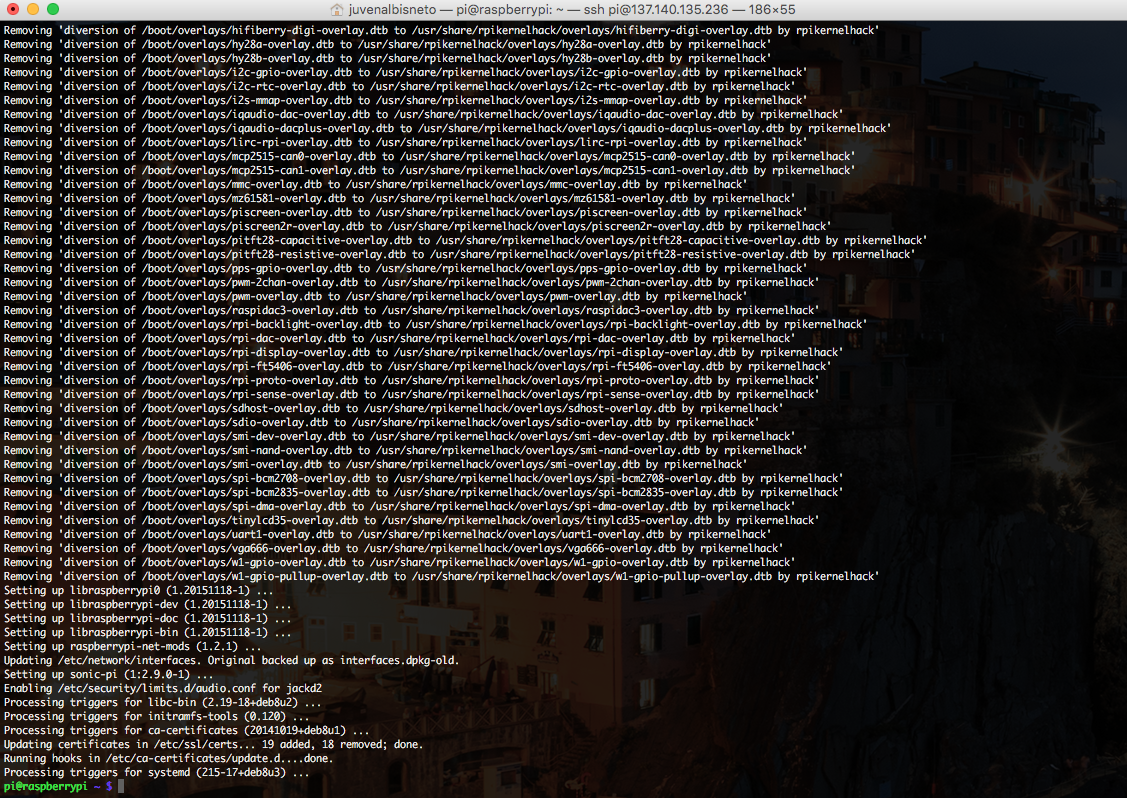 juvenalbisneto — pi@raspberrypi: ~ — ssh pi@137.140.135.236 — 186×55
Removing 'diversion of /boot/overlays/hifiberry-digi-overlay.dtb to /usr/share/rpikernelhack/overlays/hifiberry-digi-overlay.dtb by rpikernelhack'
Removing 'diversion of /boot/overlays/hy28a-overlay.dtb to /usr/share/rpikernelhack/overlays/hy28a-overlay.dtb by rpikernelhack'
Removing 'diversion of /boot/overlays/hy28b-overlay.dtb to /usr/share/rpikernelhack/overlays/hy28b-overlay.dtb by rpikernelhack'
Removing 'diversion of /boot/overlays/i2c-gpio-overlay.dtb to /usr/share/rpikernelhack/overlays/i2c-gpio-overlay.dtb by rpikernelhack'
Removing 'diversion of /boot/overlays/i2c-rtc-overlay.dtb to /usr/share/rpikernelhack/overlays/i2c-rtc-overlay.dtb by rpikernelhack'
Removing 'diversion of /boot/overlays/i2s-mmap-overlay.dtb to /usr/share/rpikernelhack/overlays/i2s-mmap-overlay.dtb by rpikernelhack'
Removing 'diversion of /boot/overlays/iqaudio-dac-overlay.dtb to /usr/share/rpikernelhack/overlays/iqaudio-dac-overlay.dtb by rpikernelhack'
Removing 'diversion of /boot/overlays/iqaudio-dacplus-overlay.dtb to /usr/share/rpikernelhack/overlays/iqaudio-dacplus-overlay.dtb by rpikernelhack'
Removing 'diversion of /boot/overlays/lirc-rpi-overlay.dtb to /usr/share/rpikernelhack/overlays/lirc-rpi-overlay.dtb by rpikernelhack'
Removing 'diversion of /boot/overlays/mcp2515-can0-overlay.dtb to /usr/share/rpikernelhack/overlays/mcp2515-can0-overlay.dtb by rpikernelhack'
Removing 'diversion of /boot/overlays/mcp2515-can1-overlay.dtb to /usr/share/rpikernelhack/overlays/mcp2515-can1-overlay.dtb by rpikernelhack'
Removing 'diversion of /boot/overlays/mmc-overlay.dtb to /usr/share/rpikernelhack/overlays/mmc-overlay.dtb by rpikernelhack'
Removing 'diversion of /boot/overlays/mz61581-overlay.dtb to /usr/share/rpikernelhack/overlays/mz61581-overlay.dtb by rpikernelhack'
Removing 'diversion of /boot/overlays/piscreen-overlay.dtb to /usr/share/rpikernelhack/overlays/piscreen-overlay.dtb by rpikernelhack'
Removing 'diversion of /boot/overlays/piscreen2r-overlay.dtb to /usr/share/rpikernelhack/overlays/piscreen2r-overlay.dtb by rpikernelhack'
Removing 'diversion of /boot/overlays/pitft28-capacitive-overlay.dtb to /usr/share/rpikernelhack/overlays/pitft28-capacitive-overlay.dtb by rpikernelhack'
Removing 'diversion of /boot/overlays/pitft28-resistive-overlay.dtb to /usr/share/rpikernelhack/overlays/pitft28-resistive-overlay.dtb by rpikernelhack'
Removing 'diversion of /boot/overlays/pps-gpio-overlay.dtb to /usr/share/rpikernelhack/overlays/pps-gpio-overlay.dtb by rpikernelhack'
Removing 'diversion of /boot/overlays/pwm-2chan-overlay.dtb to /usr/share/rpikernelhack/overlays/pwm-2chan-overlay.dtb by rpikernelhack'
Removing 'diversion of /boot/overlays/pwm-overlay.dtb to /usr/share/rpikernelhack/overlays/pwm-overlay.dtb by rpikernelhack'
Removing 'diversion of /boot/overlays/raspidac3-overlay.dtb to /usr/share/rpikernelhack/overlays/raspidac3-overlay.dtb by rpikernelhack'
Removing 'diversion of /boot/overlays/rpi-backlight-overlay.dtb to /usr/share/rpikernelhack/overlays/rpi-backlight-overlay.dtb by rpikernelhack'
Removing 'diversion of /boot/overlays/rpi-dac-overlay.dtb to /usr/share/rpikernelhack/overlays/rpi-dac-overlay.dtb by rpikernelhack'
Removing 'diversion of /boot/overlays/rpi-display-overlay.dtb to /usr/share/rpikernelhack/overlays/rpi-display-overlay.dtb by rpikernelhack'
Removing 'diversion of /boot/overlays/rpi-ft5406-overlay.dtb to /usr/share/rpikernelhack/overlays/rpi-ft5406-overlay.dtb by rpikernelhack'
Removing 'diversion of /boot/overlays/rpi-proto-overlay.dtb to /usr/share/rpikernelhack/overlays/rpi-proto-overlay.dtb by rpikernelhack'
Removing 'diversion of /boot/overlays/rpi-sense-overlay.dtb to /usr/share/rpikernelhack/overlays/rpi-sense-overlay.dtb by rpikernelhack'
Removing 'diversion of /boot/overlays/sdhost-overlay.dtb to /usr/share/rpikernelhack/overlays/sdhost-overlay.dtb by rpikernelhack'
Removing 'diversion of /boot/overlays/sdio-overlay.dtb to /usr/share/rpikernelhack/overlays/sdio-overlay.dtb by rpikernelhack'
Removing 'diversion of /boot/overlays/smi-dev-overlay.dtb to /usr/share/rpikernelhack/overlays/smi-dev-overlay.dtb by rpikernelhack'
Removing 'diversion of /boot/overlays/smi-nand-overlay.dtb to /usr/share/rpikernelhack/overlays/smi-nand-overlay.dtb by rpikernelhack'
Removing 'diversion of /boot/overlays/smi-overlay.dtb to /usr/share/rpikernelhack/overlays/smi-overlay.dtb by rpikernelhack'
Removing 'diversion of /boot/overlays/spi-bcm2708-overlay.dtb to /usr/share/rpikernelhack/overlays/spi-bcm2708-overlay.dtb by rpikernelhack'
Removing 'diversion of /boot/overlays/spi-bcm2835-overlay.dtb to /usr/share/rpikernelhack/overlays/spi-bcm2835-overlay.dtb by rpikernelhack'
Removing 'diversion of /boot/overlays/spi-dma-overlay.dtb to /usr/share/rpikernelhack/overlays/spi-dma-overlay.dtb by rpikernelhack'
Removing 'diversion of /boot/overlays/tinylcd35-overlay.dtb to /usr/share/rpikernelhack/overlays/tinylcd35-overlay.dtb by rpikernelhack'
Removing 'diversion of /boot/overlays/uart1-overlay.dtb to /usr/share/rpikernelhack/overlays/uart1-overlay.dtb by rpikernelhack'
Removing 'diversion of /boot/overlays/vga666-overlay.dtb to /usr/share/rpikernelhack/overlays/vga666-overlay.dtb by rpikernelhack'
Removing 'diversion of /boot/overlays/w1-gpio-overlay.dtb to /usr/share/rpikernelhack/overlays/w1-gpio-overlay.dtb by rpikernelhack'
Removing 'diversion of /boot/overlays/w1-gpio-pullup-overlay.dtb to /usr/share/rpikernelhack/overlays/w1-gpio-pullup-overlay.dtb by rpikernelhack'
Setting up libraspberrypi0 (1.20151118-1) ...
Setting up libraspberrypi-dev (1.20151118-1) ...
Setting up libraspberrypi-doc (1.20151118-1) ...
Setting up libraspberrypi-bin (1.20151118-1) ...
Setting up raspberrypi-net-mods (1.2.1) ...
Updating /etc/network/interfaces. Original backed up as interfaces.dpkg-old.
Setting up sonic-pi (1:2.9.0-1) ...
Enabling /etc/security/limits.d/audio.conf for jackd2
Processing triggers for libc-bin (2.19-18+deb8u2) ...
Processing triggers for initramfs-tools (0.120) ...
Processing triggers for ca-certificates (20141019+deb8u1) ...
Updating certificates in /etc/ssl/certs... 19 added, 18 removed; done.
Running hooks in /etc/ca-certificates/update.d....done.
Processing triggers for systemd (215-17+deb8u3) ...
pi@raspberrypi ~ $